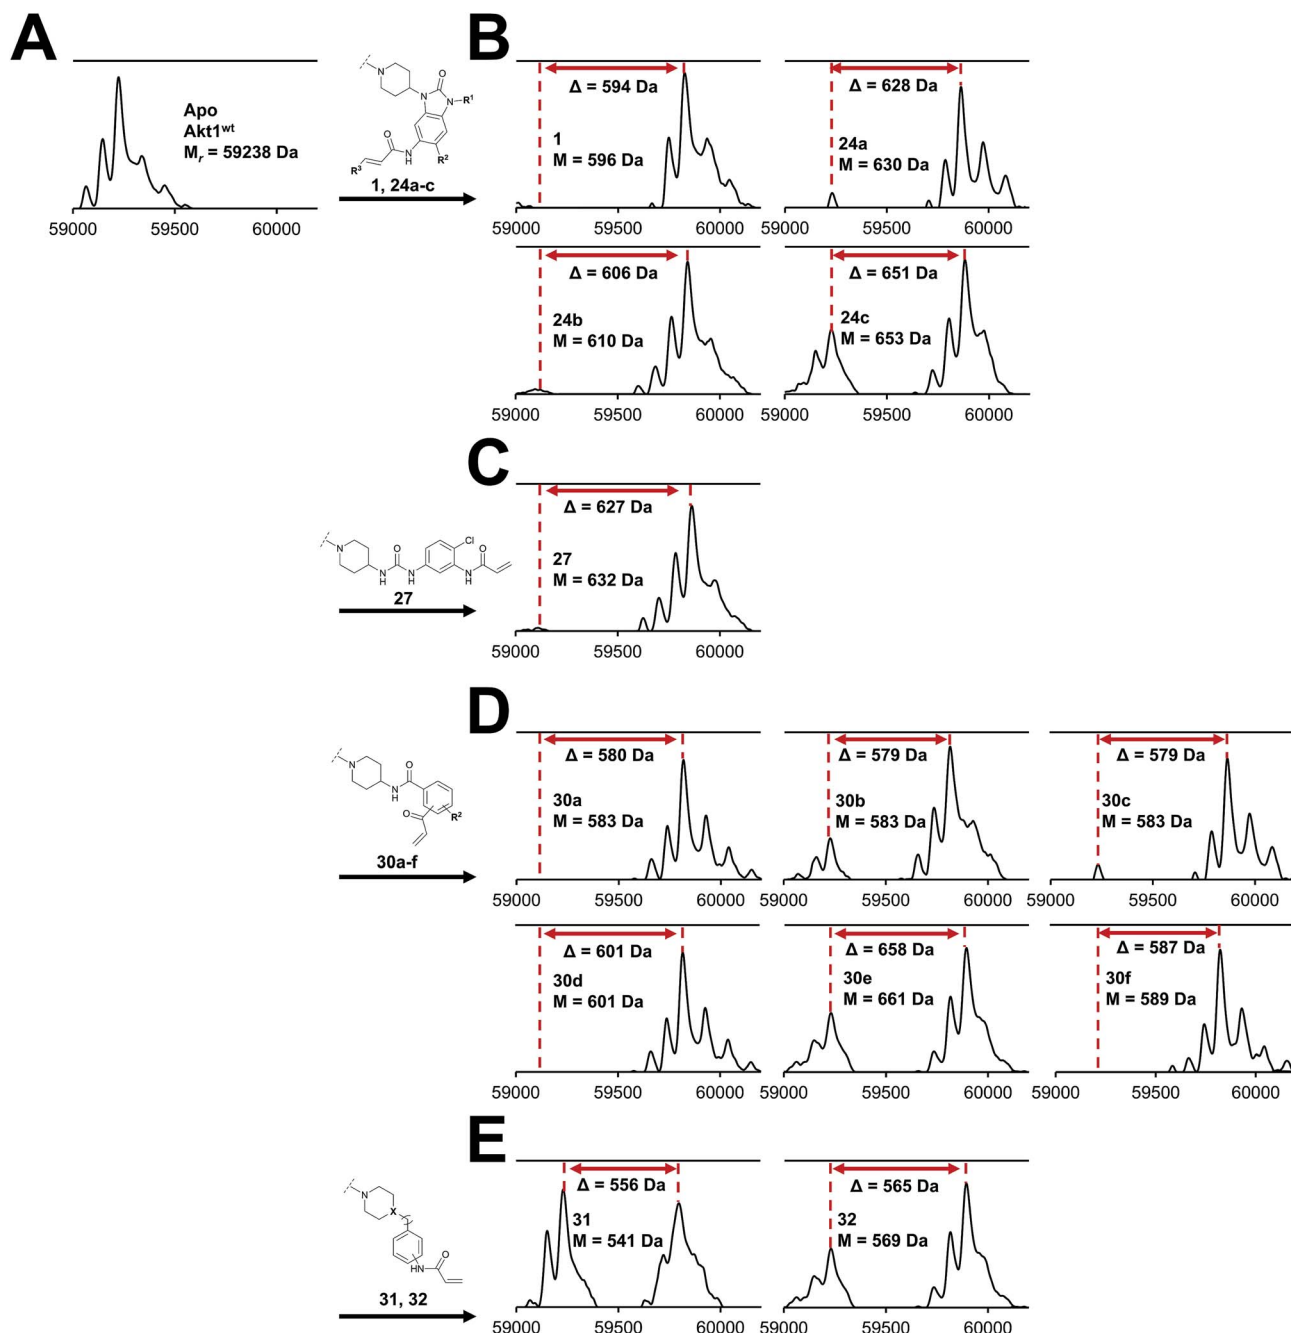 A
Apo
Akt1wt
Mr = 59238 Da
59000 59500 60000
N
O
N
N-R1
O
R3
N
H
R2
1, 24a-c
B
Δ = 594 Da
1
M = 596 Da
59000 59500 60000
Δ = 628 Da
24a
M = 630 Da
59000 59500 60000
Δ = 606 Da
24b
M = 610 Da
59000 59500 60000
Δ = 651 Da
24c
M = 653 Da
59000 59500 60000
C
N
O
N
H
N
H
Cl
N
H
O
27
Δ = 627 Da
27
M = 632 Da
59000 59500 60000
D
N
O
N
H
O
R2
30a-f
Δ = 580 Da
30a
M = 583 Da
59000 59500 60000
Δ = 579 Da
30b
M = 583 Da
59000 59500 60000
Δ = 579 Da
30c
M = 583 Da
59000 59500 60000
Δ = 601 Da
30d
M = 601 Da
59000 59500 60000
Δ = 658 Da
30e
M = 661 Da
59000 59500 60000
Δ = 587 Da
30f
M = 589 Da
59000 59500 60000
E
N
X
HN
O
31, 32
Δ = 556 Da
31
M = 541 Da
59000 59500 60000
Δ = 565 Da
32
M = 569 Da
59000 59500 60000